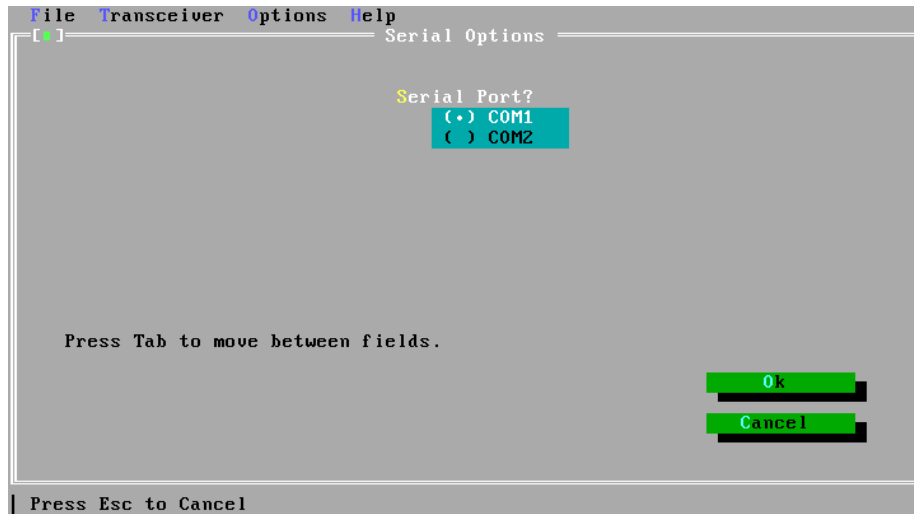 File Transceiver Options Help
[■] Serial Options
Serial Port?
(•) COM1
( ) COM2
Press Tab to move between fields.
Ok
Cancel
Press Esc to Cancel